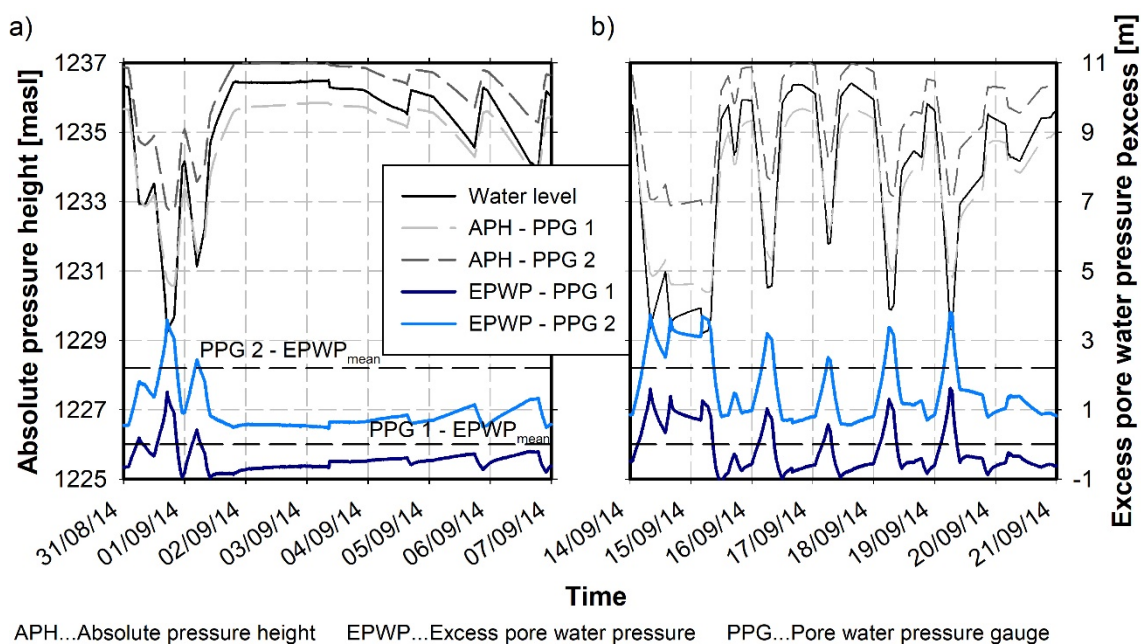 a)
b)
Absolute pressure height [masl]
1237
1235
1233
1231
1229
1227
1225
Water level
APH - PPG 1
APH - PPG 2
EPWP - PPG 1
EPWP - PPG 2
PPG 2 - EPWPmean
PPG 1 - EPWPmean
11
9
7
5
3
1
-1
Excess pore water pressure pexcess [m]
31/08/14
01/09/14
02/09/14
03/09/14
04/09/14
05/09/14
06/09/14
07/09/14
14/09/14
15/09/14
16/09/14
17/09/14
18/09/14
19/09/14
20/09/14
21/09/14
Time
APH...Absolute pressure height EPWP...Excess pore water pressure PPG...Pore water pressure gauge